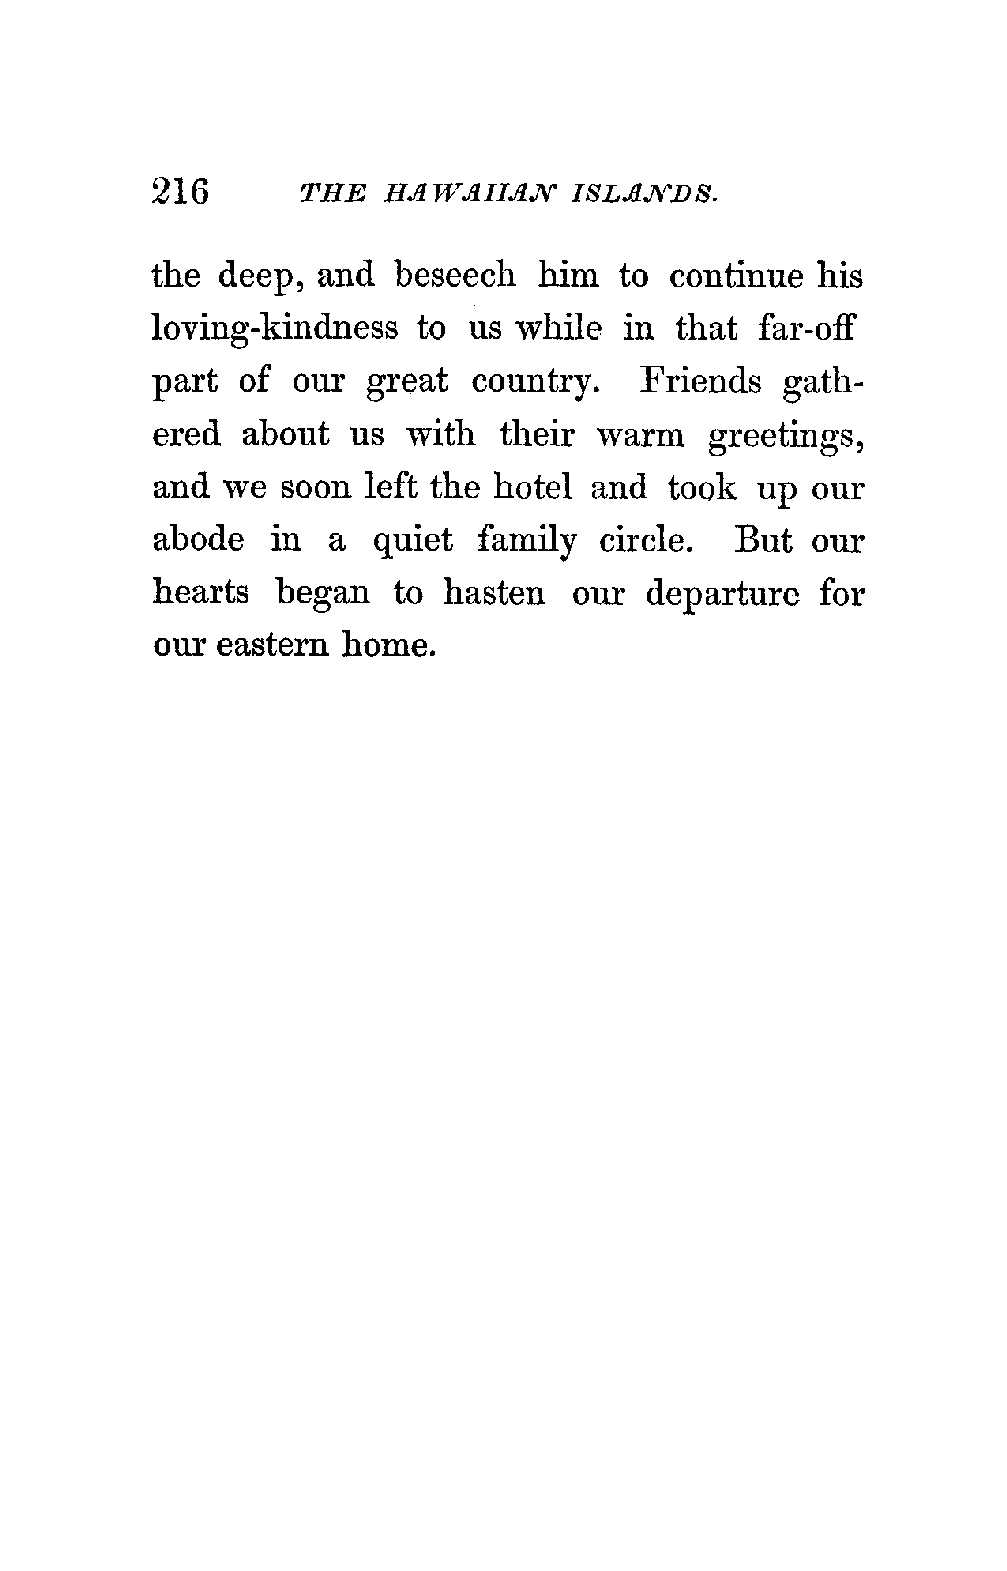 216 THE HAWAIIAN ISLANDS.
the deep, and beseech him to continue his
loving-kindness to us while in that far-off
part of our great country. Friends gath-
ered about us with their warm greetings,
and we soon left the hotel and took up our
abode in a quiet family circle. But our
hearts began to hasten our departure for
our eastern home.